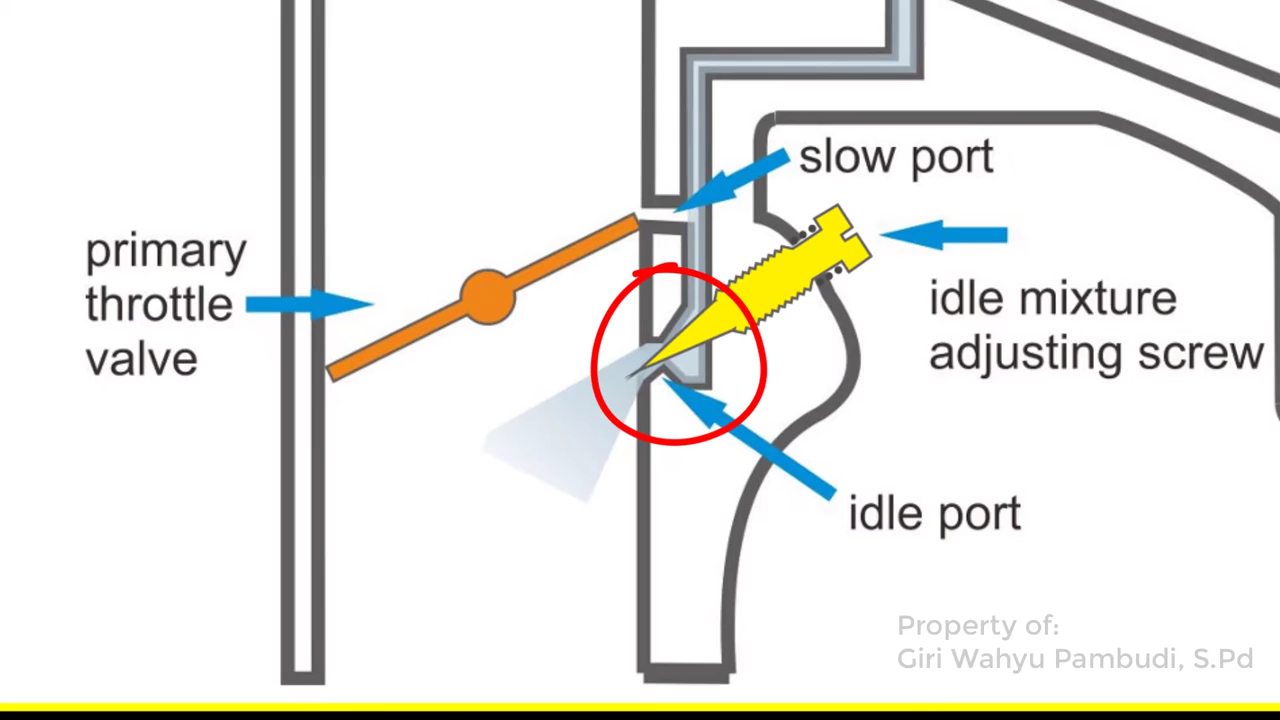 slow port
primary
throttle
valve
idle mixture
adjusting screw
idle port
Property of:
Giri Wahyu Pambudi, S.Pd